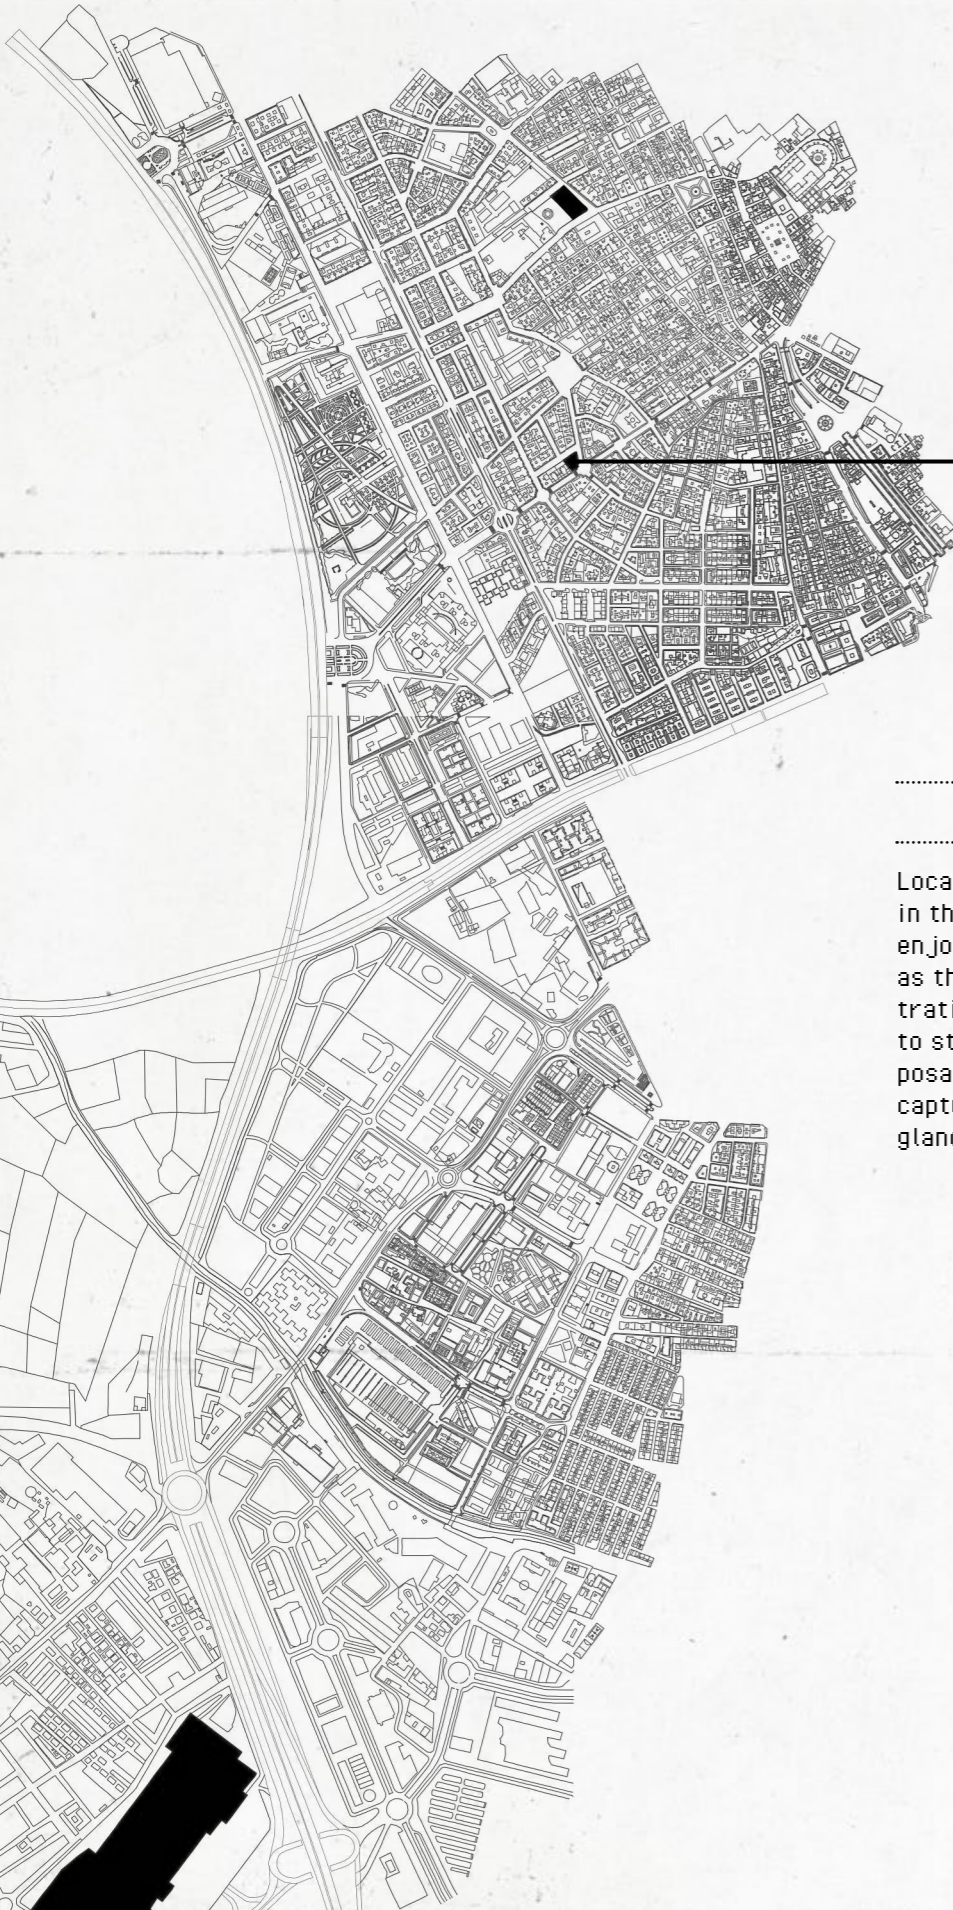 Loca
in th
enjo
as th
trati
to st
posa
captu
glanc